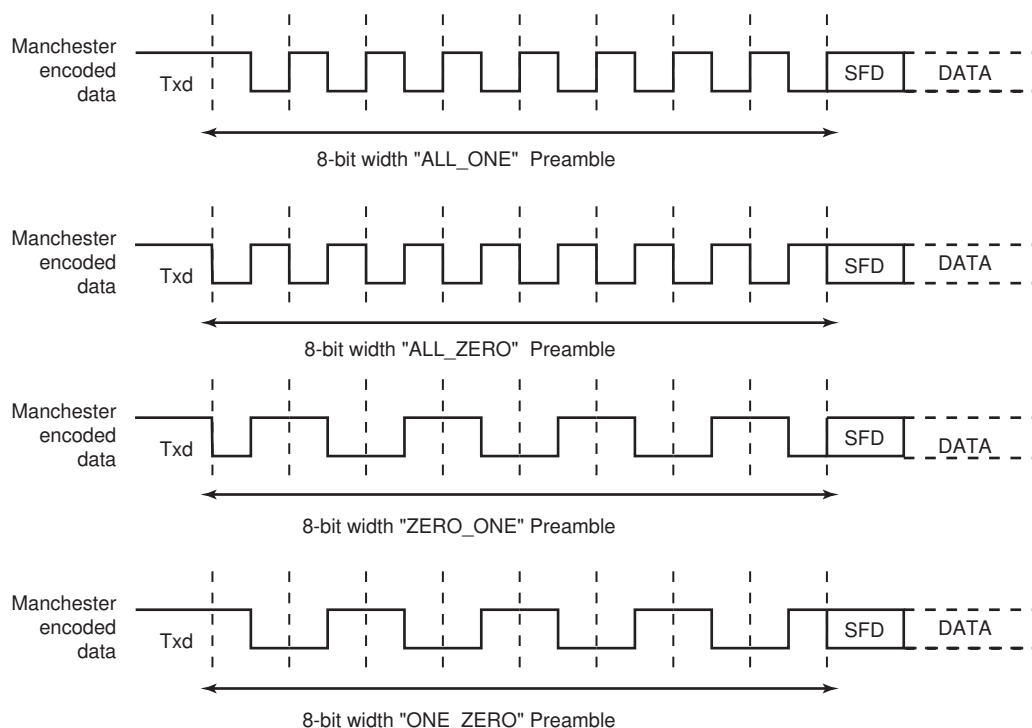 Manchester
encoded
data
Txd
SFD
DATA
8-bit width "ALL_ONE" Preamble
Manchester
encoded
data
Txd
SFD
DATA
8-bit width "ALL_ZERO" Preamble
Manchester
encoded
data
Txd
SFD
DATA
8-bit width "ZERO_ONE" Preamble
Manchester
encoded
data
Txd
SFD
DATA
8-bit width "ONE_ZERO" Preamble